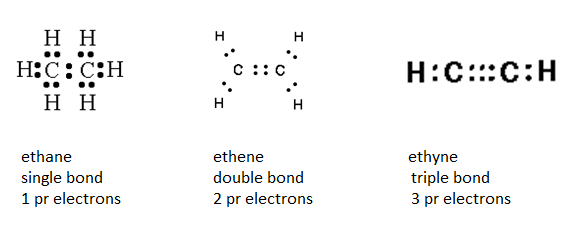 H H
H:C:C:H
H H
H H
C::C
H H
H:C:::C:H
ethane
single bond
1 pr electrons
ethene
double bond
2 pr electrons
ethyne
triple bond
3 pr electrons